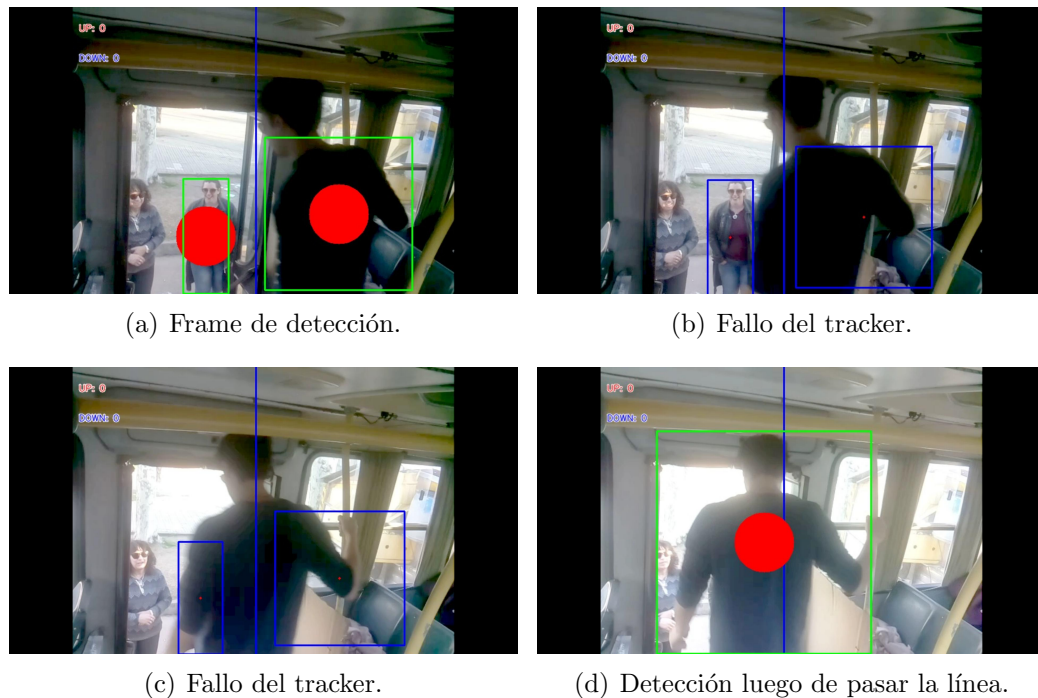 UP: 0
DOWN: 0
UP: 0
DOWN: 0
(a) Frame de detección.
(b) Fallo del tracker.
UP: 0
DOWN: 0
UP: 0
DOWN: 0
(c) Fallo del tracker.
(d) Detección luego de pasar la línea.